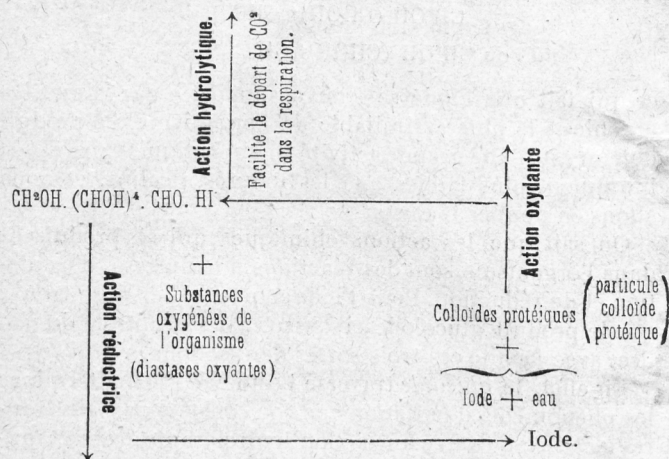 Action hydrolytique.
Facilite le départ de CO²
dans la respiration.
CH²OH. (CHOH)⁴. CHO. HI
Action oxydante
Action réductrice
+
Substances
oxygénées de
l'organisme
(diastases oxyantes)
Colloïdes protéiques (particule
colloïde
protéique)
+
Iode + eau
Iode.